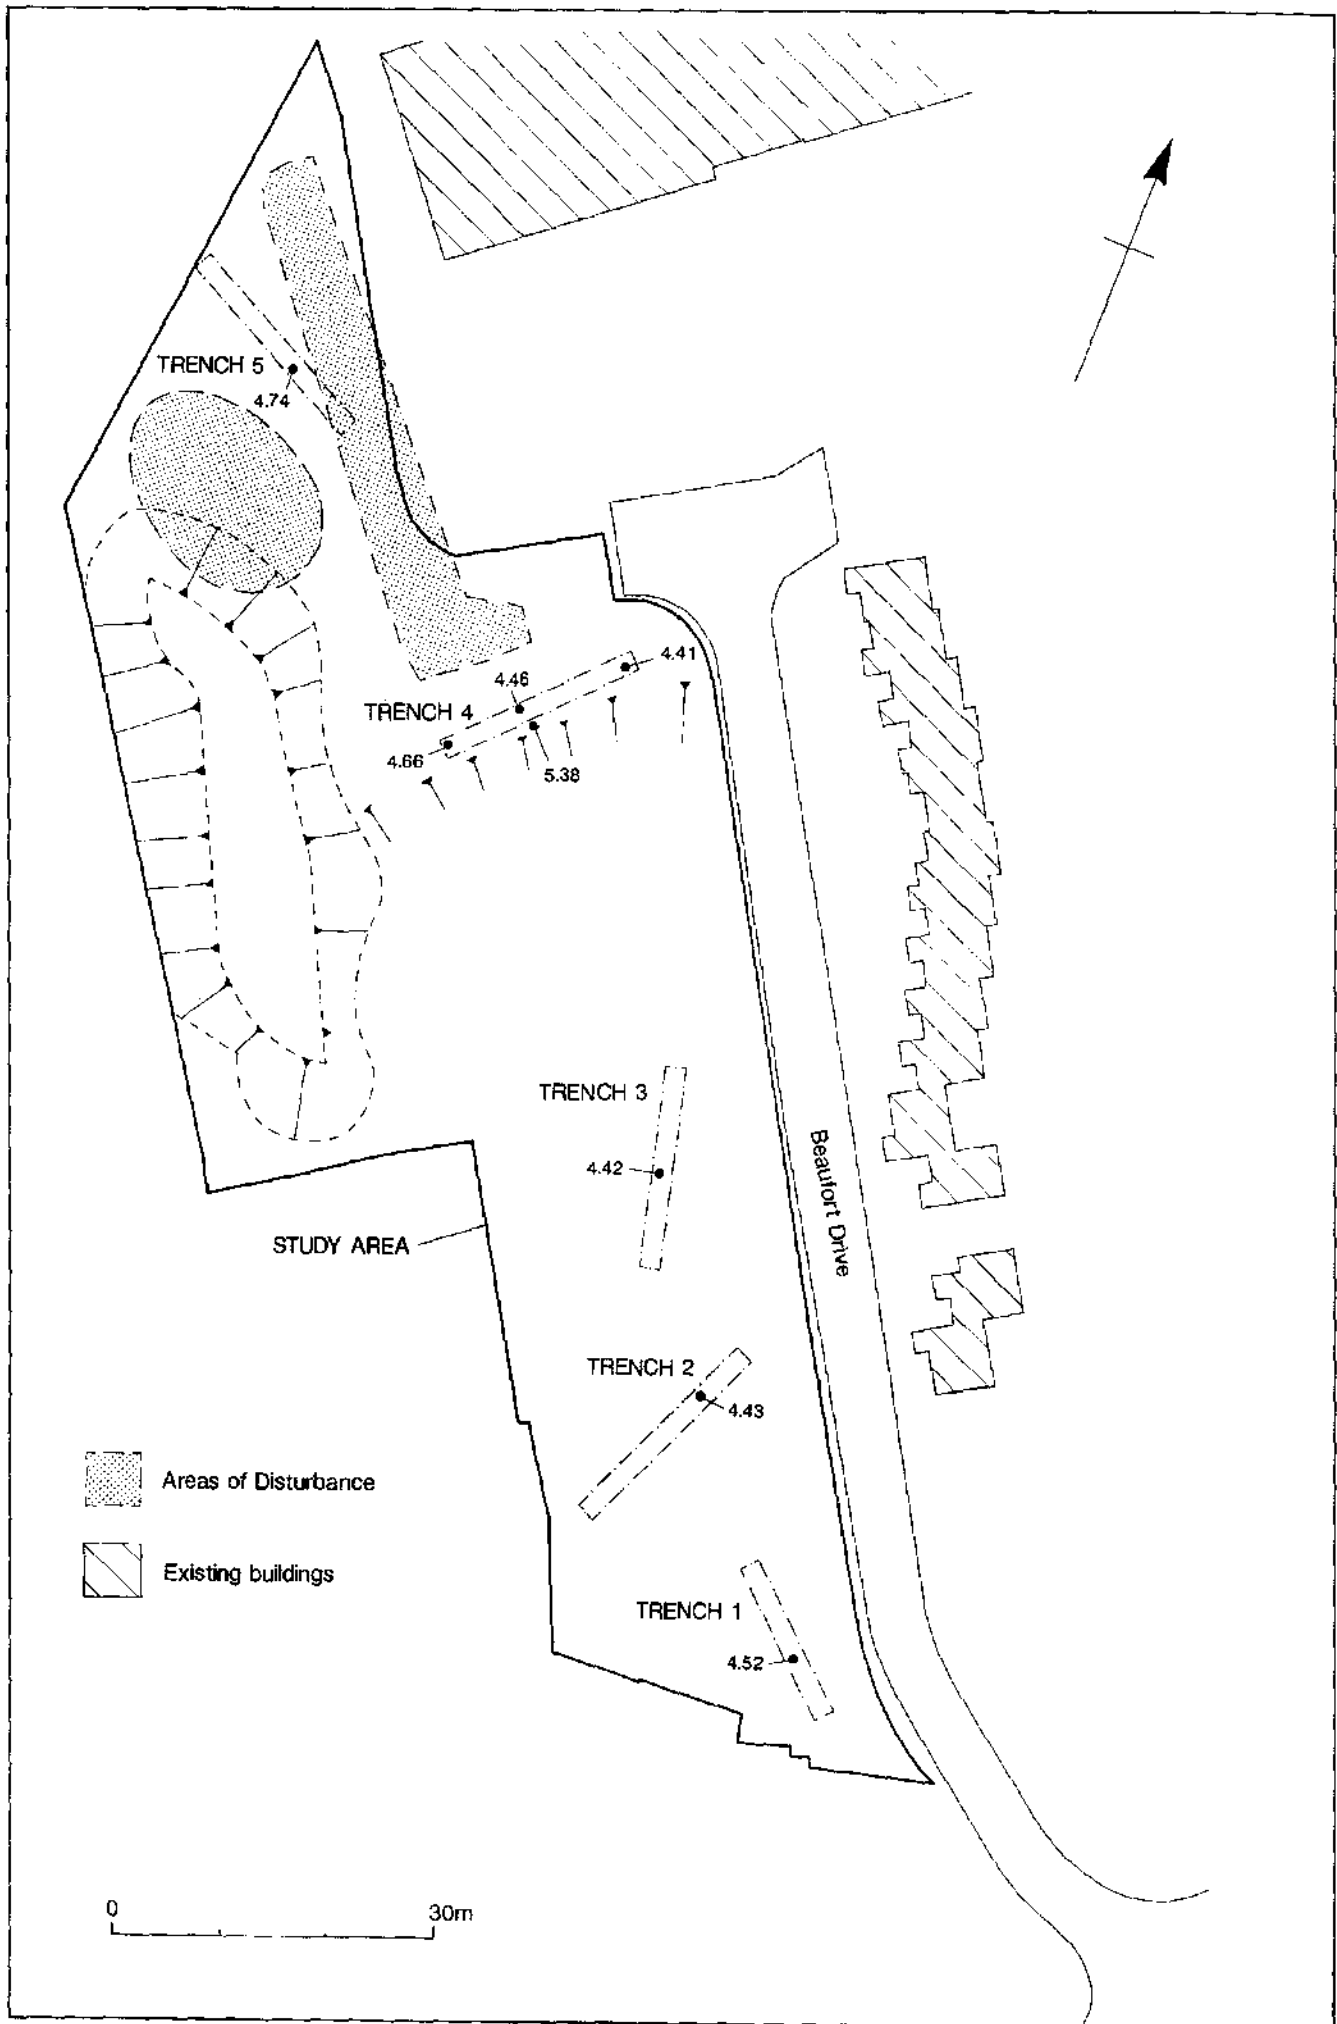 TRENCH 5
4.74
4.41
4.46
TRENCH 4
4.66
5.38
TRENCH 3
4.42
Beaufort Drive
STUDY AREA
TRENCH 2
4.43
Areas of Disturbance
Existing buildings
TRENCH 1
4.52
0 30m